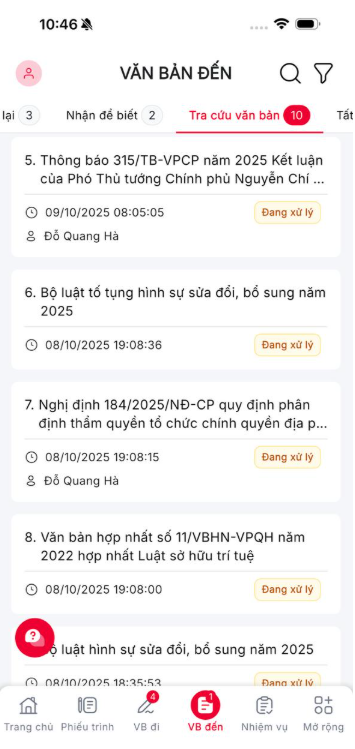 10:46
VĂN BẢN ĐẾN
lại 3 Nhận để biết 2 Tra cứu văn bản 10 Tất
5. Thông báo 315/TB-VPCP năm 2025 Kết luận
của Phó Thủ tướng Chính phủ Nguyễn Chí ...
09/10/2025 08:05:05 Đang xử lý
Đỗ Quang Hà
6. Bộ luật tố tụng hình sự sửa đổi, bổ sung năm
2025
08/10/2025 19:08:36 Đang xử lý
7. Nghị định 184/2025/NĐ-CP quy định phân
định thẩm quyền tổ chức chính quyền địa p...
08/10/2025 19:08:15 Đang xử lý
Đỗ Quang Hà
8. Văn bản hợp nhất số 11/VBHN-VPQH năm
2022 hợp nhất Luật sở hữu trí tuệ
08/10/2025 19:08:00 Đang xử lý
luật hình sự sửa đổi, bổ sung năm 2025
08/10/2025 18:35:53 Đang xử lý
4 1
Trang chủ Phiếu trình VB đi VB đến Nhiệm vụ Mở rộng